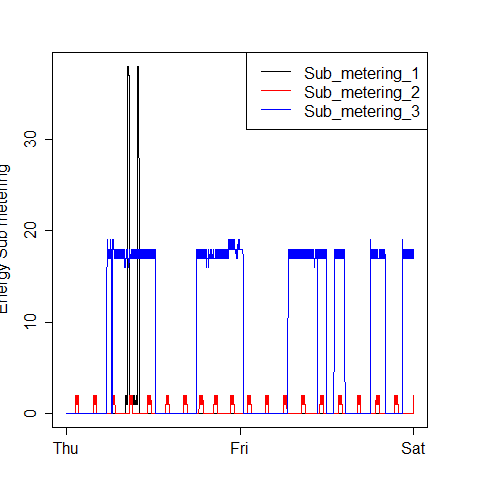 Sub_metering_1
Sub_metering_2
Sub_metering_3
Energy Sub metering
30
20
10
0
Thu Fri Sat